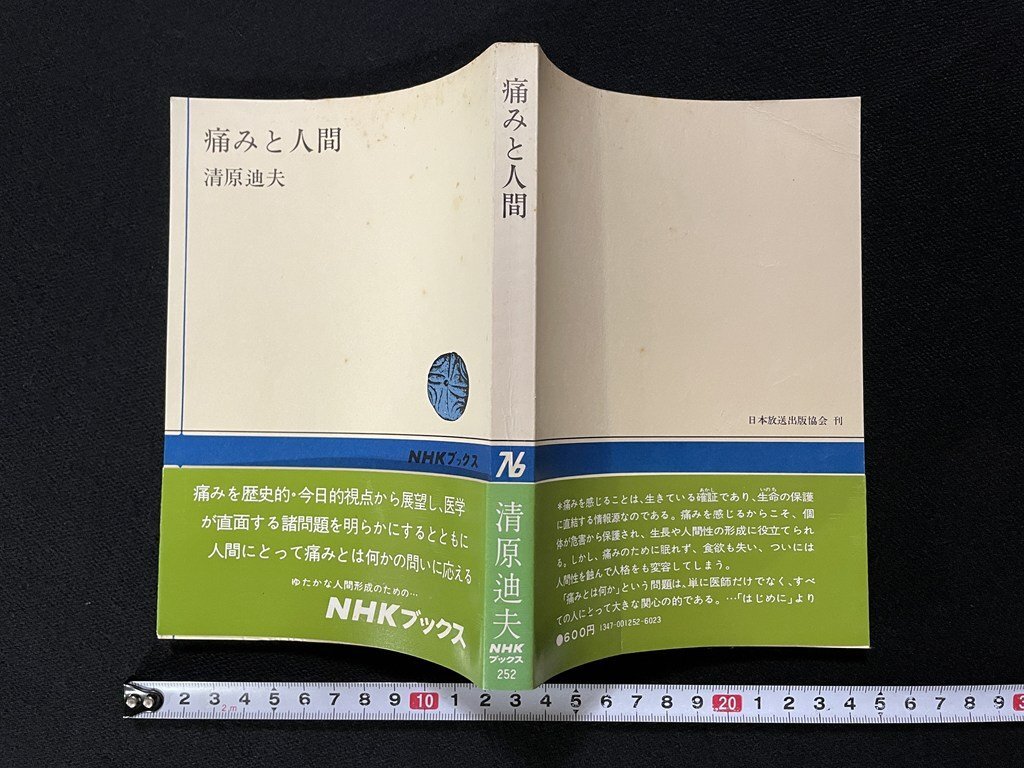 痛みと人間
清原迪夫
NHKブックス
痛みを歴史的・今日的視点から展望し、医学
が直面する諸問題を明らかにするとともに
人間にとって痛みとは何かの問いに応える
ゆたかな人間形成のための…
NHKブックス
痛みと人間
76
清原迪夫
NHK
ブックス
252
日本放送出版協会 刊
*痛みを感じることは、生きている確証であり、生命の保護
に直結する情報源なのである。痛みを感じるからこそ、個
体が危害から保護され、生長や人間性の形成に役立てられ
る。しかし、痛みのために眠れず、食欲も失い、ついには
人間性を蝕んで人格をも変容してしまう。
「痛みとは何か」という問題は、単に医師だけでなく、すべ
ての人にとって大きな関心の的である。…「はじめに」より
●600円 1347-001252-6023
1 2 3 4 5 6 7 8 9 10 1 2 3 4 5 6 7 8 9 20 1 2 3 4 5 6 7 8 9
2m